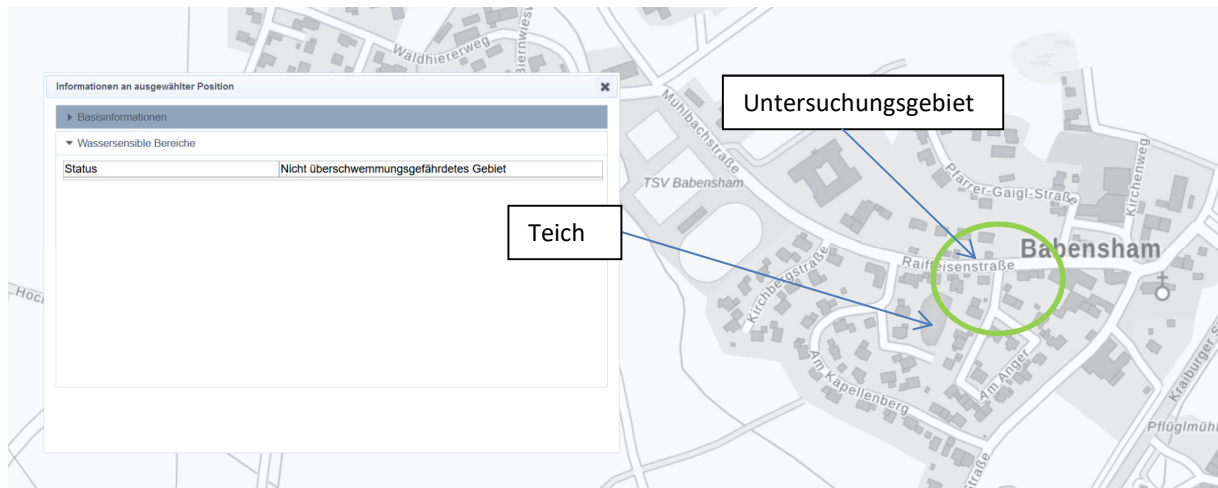 Waldhiererweg
Informationen an ausgewählter Position
Basisinformationen
Wassersensible Bereiche
Status Nicht überschwemmungsgefährdetes Gebiet
Untersuchungsgebiet
Teich
Mühlbachstraße
TSV Babensham
Pfarrer-Gaigl-Straße
Kirchenweg
Babensham
Raiffeisenstraße
Kirchbergstraße
Am Kapellenberg
Am Anger
Kraiburger